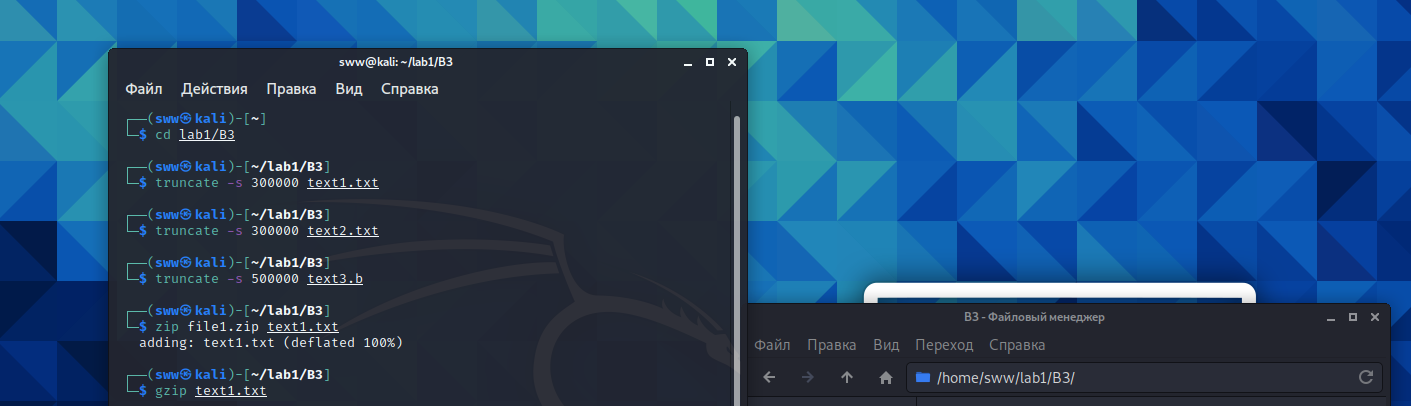 sww@kali: ~/lab1/B3
Файл Действия Правка Вид Справка
┌──(sww㉿kali)-[~]
└─$ cd lab1/B3
┌──(sww㉿kali)-[~/lab1/B3]
└─$ truncate -s 300000 text1.txt
┌──(sww㉿kali)-[~/lab1/B3]
└─$ truncate -s 300000 text2.txt
┌──(sww㉿kali)-[~/lab1/B3]
└─$ truncate -s 500000 text3.b
┌──(sww㉿kali)-[~/lab1/B3]
└─$ zip file1.zip text1.txt
adding: text1.txt (deflated 100%)
┌──(sww㉿kali)-[~/lab1/B3]
└─$ gzip text1.txt
B3 - Файловый менеджер
Файл Правка Вид Переход Справка
/home/sww/lab1/B3/